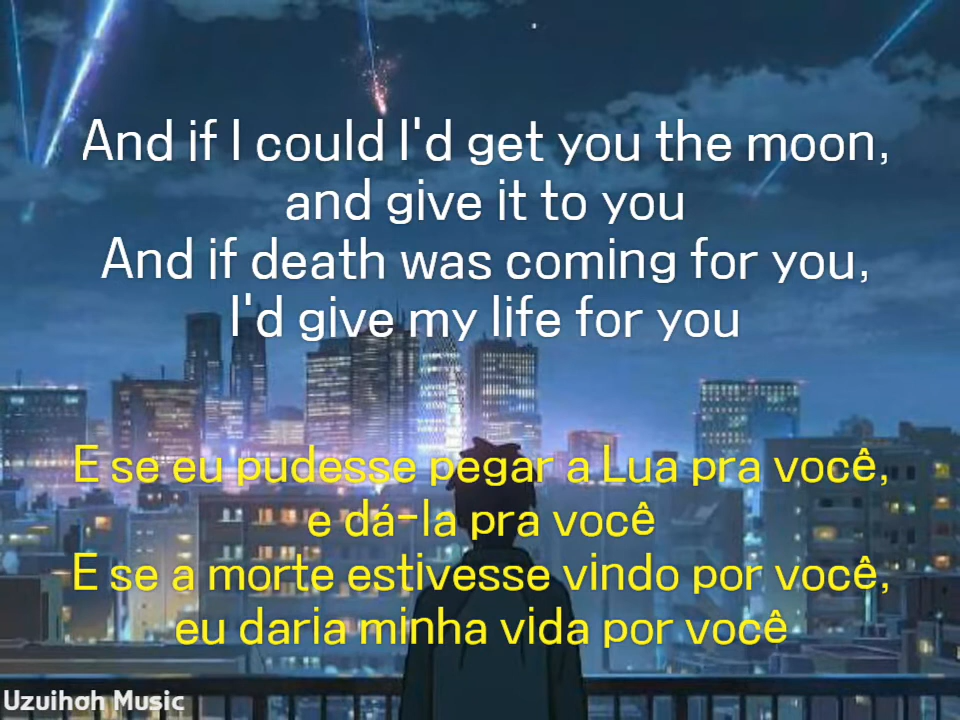 And if I could I'd get you the moon,
and give it to you
And if death was coming for you,
I'd give my life for you
E se eu pudesse pegar a Lua pra você,
e dá-la pra você
E se a morte estivesse vindo por você,
eu daria minha vida por você
Uzuihoh Music